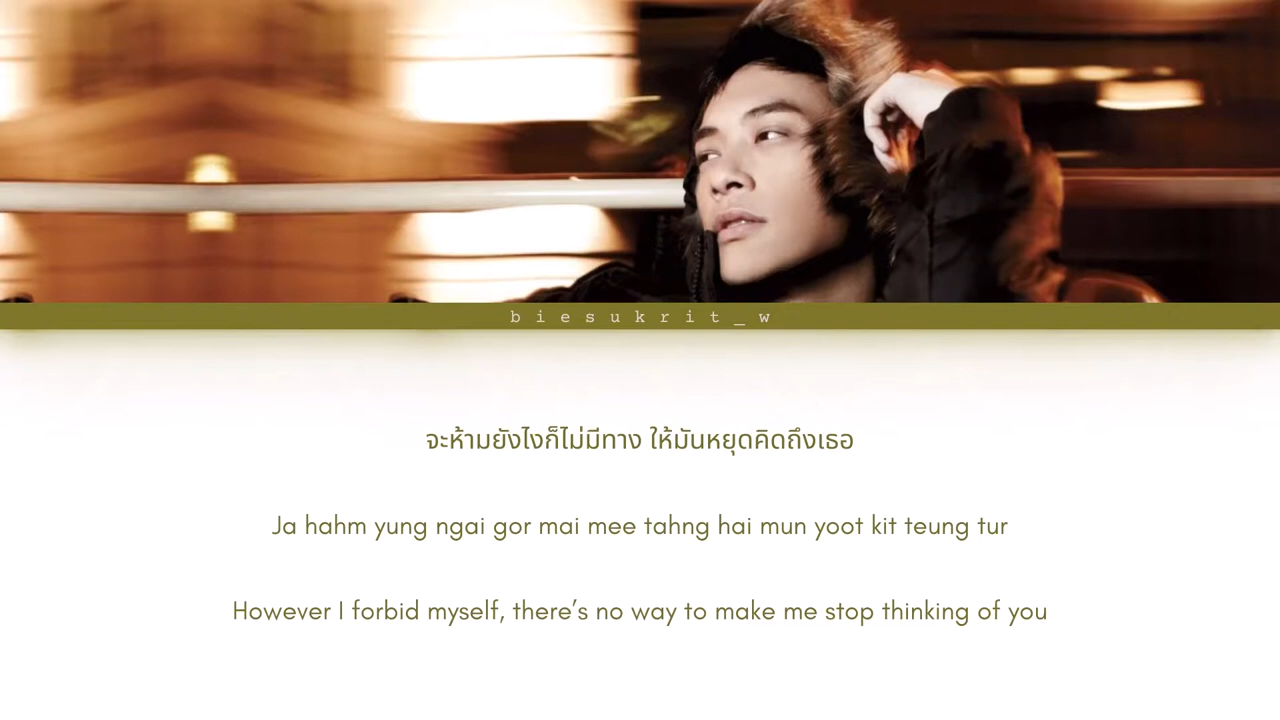 biesukrit_w
จะห้ามยังไงก็ไม่มีทาง ให้มันหยุดคิดถึงเธอ
Ja hahm yung ngai gor mai mee tahng hai mun yoot kit teung tur
However I forbid myself, there’s no way to make me stop thinking of you